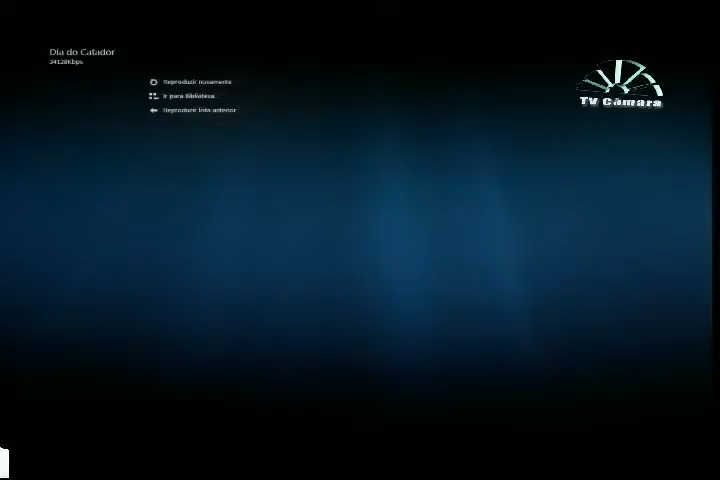 Dia do Catador
24128Kbps
Reproduzir novamente
Ir para Biblioteca
Reproduzir lista anterior
TV Câmara